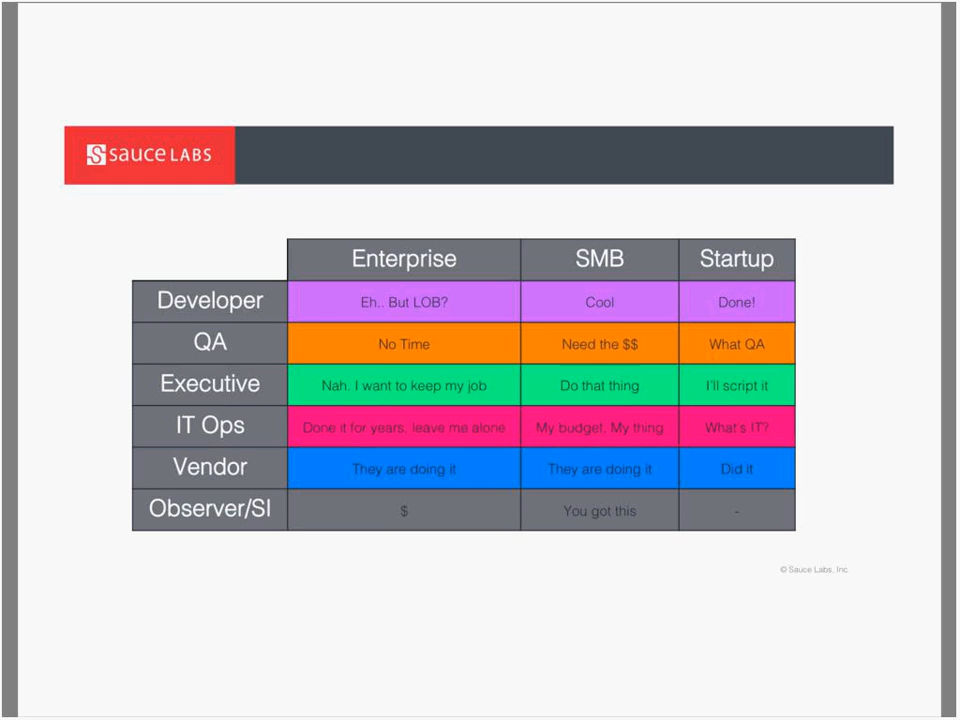 S sauce LABS
Enterprise SMB Startup
Developer Eh.. But LOB? Cool Done!
QA No Time Need the $$ What QA
Executive Nah. I want to keep my job Do that thing I'll script it
IT Ops Done it for years, leave me alone My budget, My thing What's IT?
Vendor They are doing it They are doing it Did it
Observer/SI $ You got this -
© Sauce Labs, Inc.